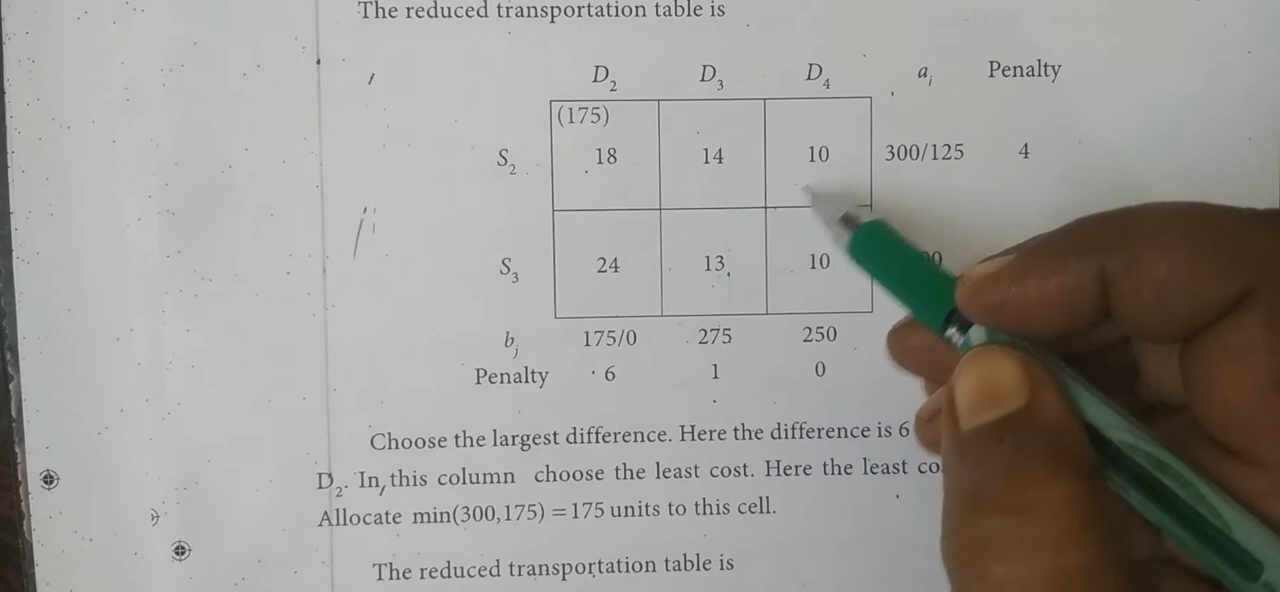 The reduced transportation table is
D2 D3 D4 ai Penalty
(175)
S2 18 14 10 300/125 4
S3 24 13 10
bj 175/0 275 250
Penalty 6 1 0
Choose the largest difference. Here the difference is 6
D2. In this column choose the least cost. Here the least
Allocate min(300,175) = 175 units to this cell.
The reduced transportation table is